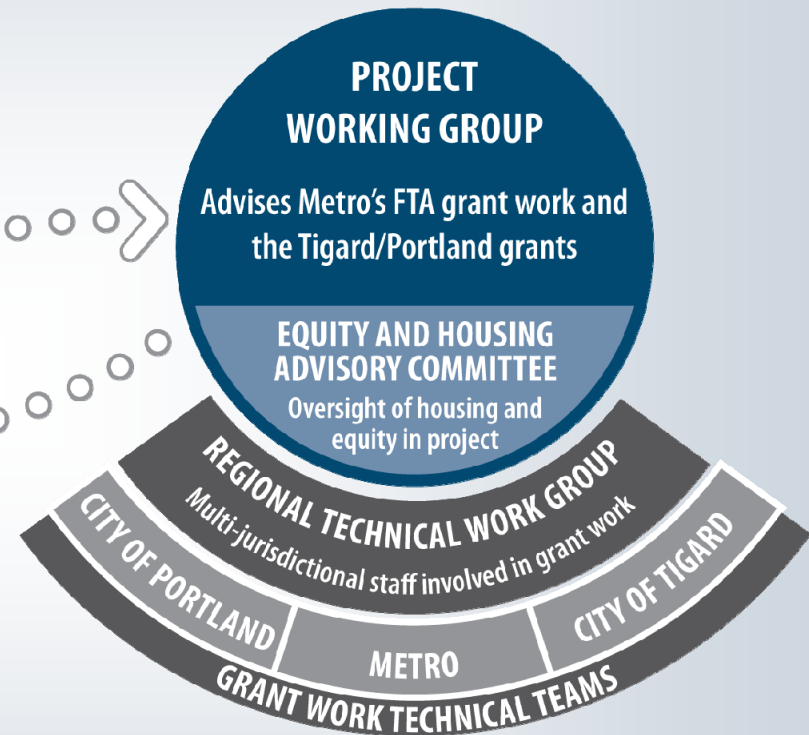 PROJECT
WORKING GROUP
Advises Metro's FTA grant work and
the Tigard/Portland grants
EQUITY AND HOUSING
ADVISORY COMMITTEE
Oversight of housing and
equity in project
REGIONAL TECHNICAL WORK GROUP
Multi-jurisdictional staff involved in grant work
CITY OF PORTLAND
METRO
CITY OF TIGARD
GRANT WORK TECHNICAL TEAMS